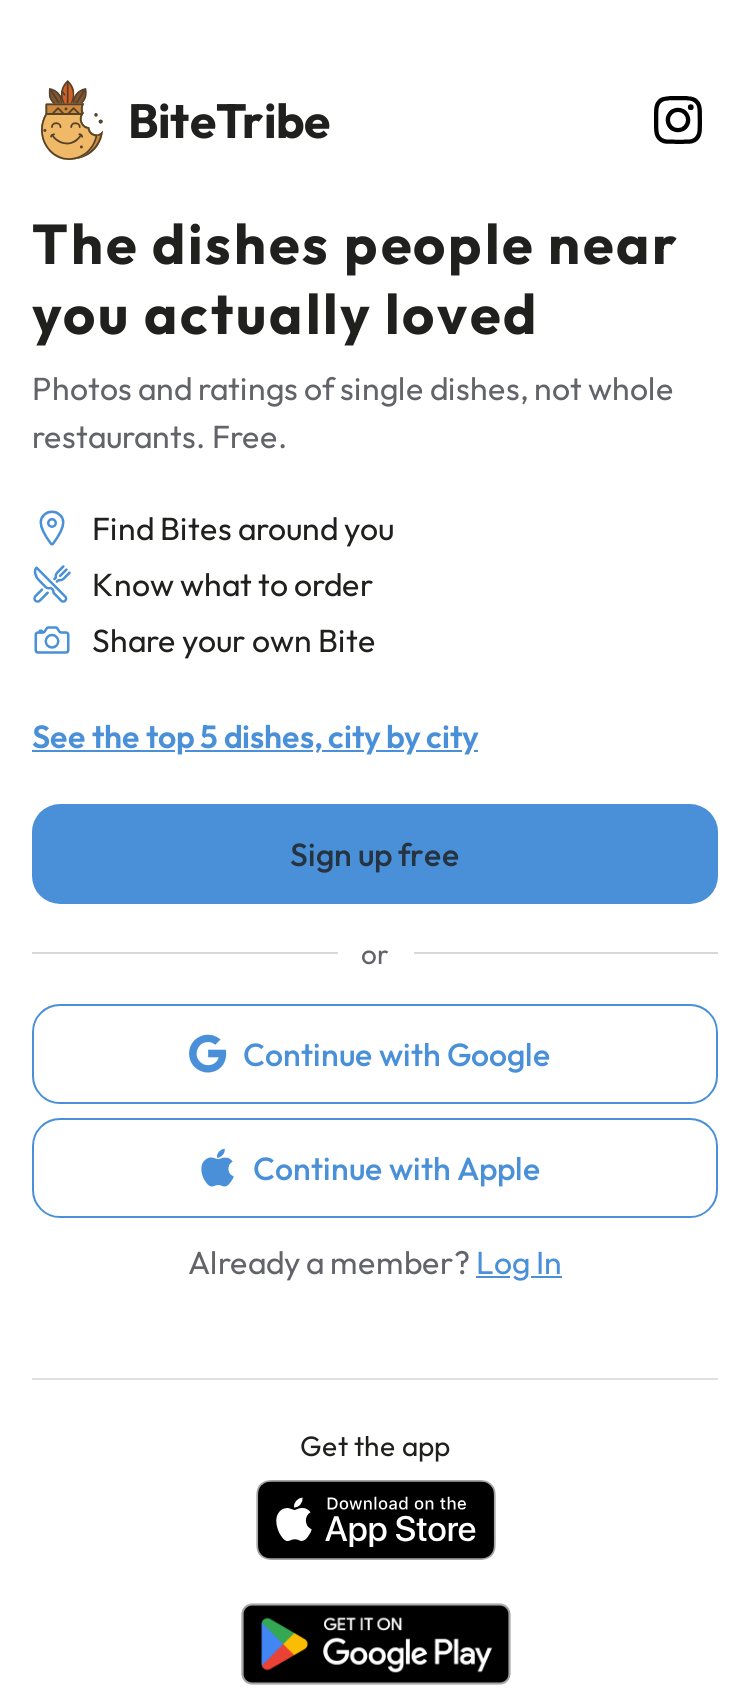 BiteTribe
The dishes people near
you actually loved
Photos and ratings of single dishes, not whole
restaurants. Free.
Find Bites around you
Know what to order
Share your own Bite
See the top 5 dishes, city by city
Sign up free
or
Continue with Google
Continue with Apple
Already a member? Log In
Get the app
Download on the
App Store
GET IT ON
Google Play